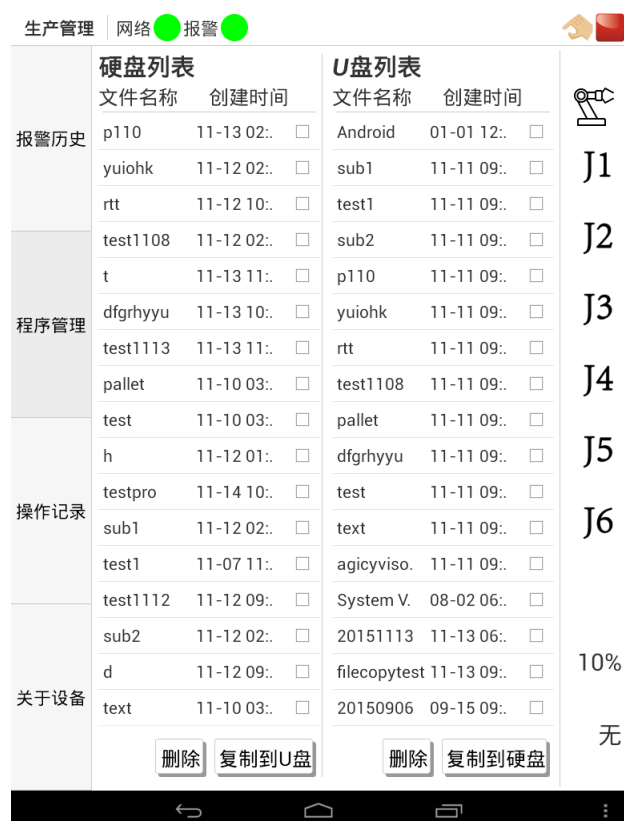 生产管理 网络 报警
报警历史
程序管理
操作记录
关于设备
硬盘列表
文件名称 创建时间
p110 11-13 02:.
yuiohk 11-12 02:.
rtt 11-12 10:.
test1108 11-12 02:.
t 11-13 11:.
dfgrhyyu 11-13 10:.
test1113 11-13 11:.
pallet 11-10 03:.
test 11-10 03:.
h 11-12 01:.
testpro 11-14 10:.
sub1 11-12 02:.
test1 11-07 11:.
test1112 11-12 09:.
sub2 11-12 02:.
d 11-12 09:.
text 11-10 03:.
删除 复制到U盘
U盘列表
文件名称 创建时间
Android 01-01 12:.
sub1 11-11 09:.
test1 11-11 09:.
sub2 11-11 09:.
p110 11-11 09:.
yuiohk 11-11 09:.
rtt 11-11 09:.
test1108 11-11 09:.
pallet 11-11 09:.
dfgrhyyu 11-11 09:.
test 11-11 09:.
text 11-11 09:.
agicyviso. 11-11 09:.
System V. 08-02 06:.
20151113 11-13 06:.
filecopytest 11-13 09:.
20150906 09-15 09:.
删除 复制到硬盘
J1
J2
J3
J4
J5
J6
10%
无